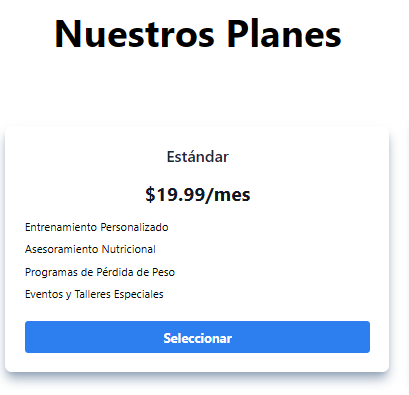 Nuestros Planes
Estándar
$19.99/mes
Entrenamiento Personalizado
Asesoramiento Nutricional
Programas de Pérdida de Peso
Eventos y Talleres Especiales
Seleccionar